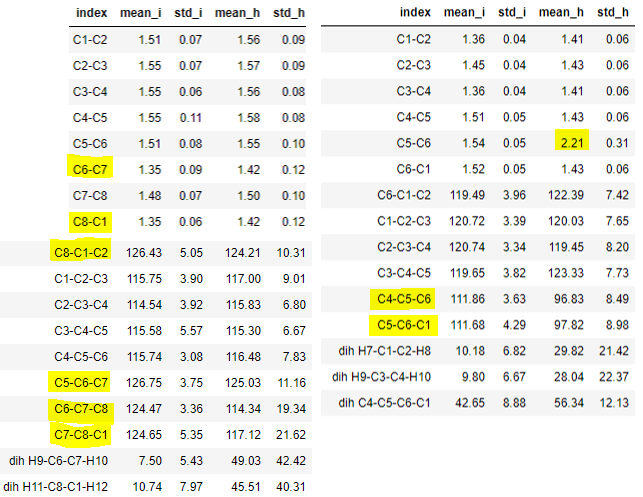 index mean_i std_i mean_h std_h
C1-C2 1.51 0.07 1.56 0.09
C2-C3 1.55 0.07 1.57 0.09
C3-C4 1.55 0.06 1.56 0.08
C4-C5 1.55 0.11 1.58 0.08
C5-C6 1.51 0.08 1.55 0.10
C6-C7 1.35 0.09 1.42 0.12
C7-C8 1.48 0.07 1.50 0.10
C8-C1 1.35 0.06 1.42 0.12
C8-C1-C2 126.43 5.05 124.21 10.31
C1-C2-C3 115.75 3.90 117.00 9.01
C2-C3-C4 114.54 3.92 115.83 6.80
C3-C4-C5 115.58 5.57 115.30 6.67
C4-C5-C6 115.74 3.08 116.48 7.83
C5-C6-C7 126.75 3.75 125.03 11.16
C6-C7-C8 124.47 3.36 114.34 19.34
C7-C8-C1 124.65 5.35 117.12 21.62
dih H9-C6-C7-H10 7.50 5.43 49.03 42.42
dih H11-C8-C1-H12 10.74 7.97 45.51 40.31
index mean_i std_i mean_h std_h
C1-C2 1.36 0.04 1.41 0.06
C2-C3 1.45 0.04 1.43 0.06
C3-C4 1.36 0.04 1.41 0.06
C4-C5 1.51 0.05 1.43 0.06
C5-C6 1.54 0.05 2.21 0.31
C6-C1 1.52 0.05 1.43 0.06
C6-C1-C2 119.49 3.96 122.39 7.42
C1-C2-C3 120.72 3.39 120.03 7.65
C2-C3-C4 120.74 3.34 119.45 8.20
C3-C4-C5 119.65 3.82 123.33 7.73
C4-C5-C6 111.86 3.63 96.83 8.49
C5-C6-C1 111.68 4.29 97.82 8.98
dih H7-C1-C2-H8 10.18 6.82 29.82 21.42
dih H9-C3-C4-H10 9.80 6.67 28.04 22.37
dih C4-C5-C6-C1 42.65 8.88 56.34 12.13